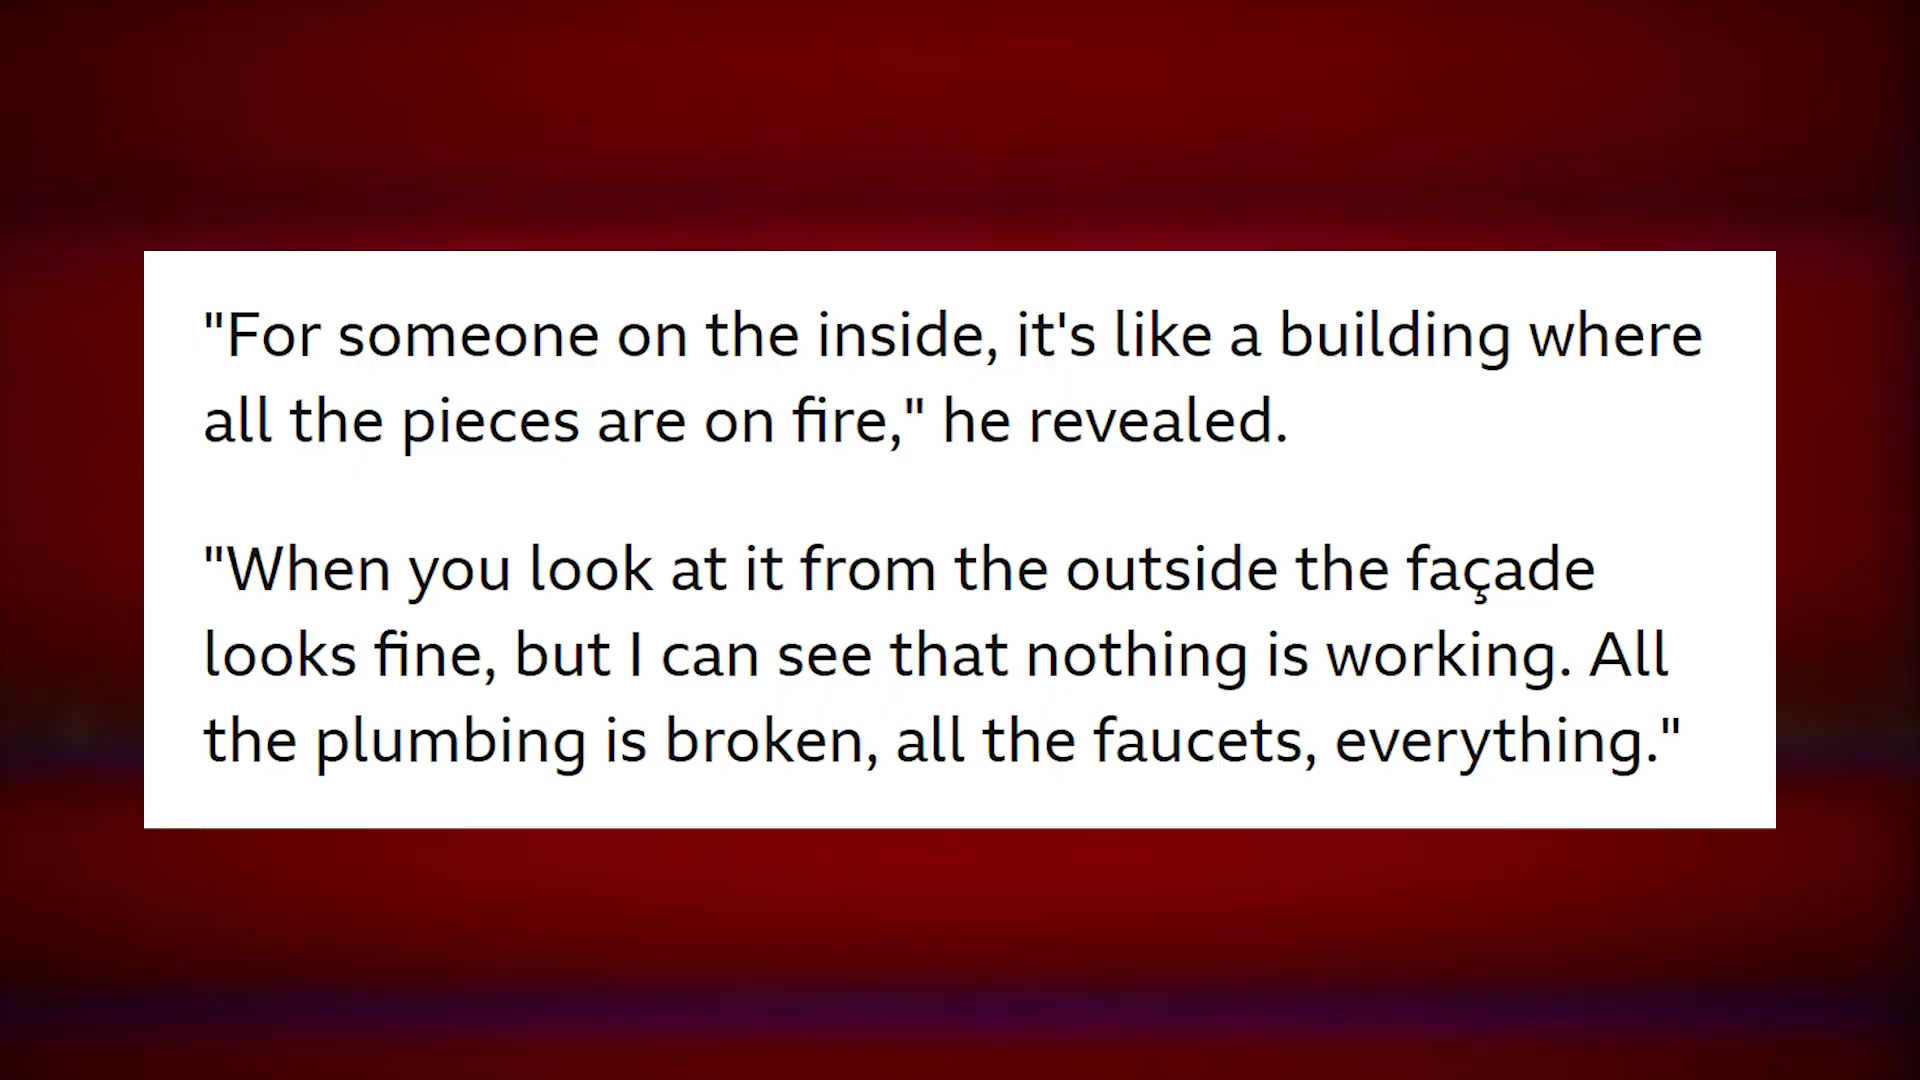 "For someone on the inside, it's like a building where
all the pieces are on fire," he revealed.
"When you look at it from the outside the façade
looks fine, but I can see that nothing is working. All
the plumbing is broken, all the faucets, everything."